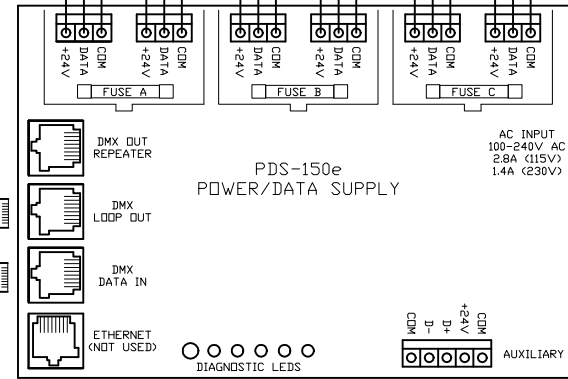 +24V DATA COM +24V DATA COM +24V DATA COM +24V DATA COM +24V DATA COM +24V DATA COM
FUSE A FUSE B FUSE C
DMX OUT
REPEATER
AC INPUT
100-240V AC
2.8A (115V)
1.4A (230V)
PDS-150e
POWER/DATA SUPPLY
DMX
LOOP OUT
DMX
DATA IN
ETHERNET
(NOT USED)
DIAGNOSTIC LEDS
COM D- D+ +24V COM
AUXILIARY